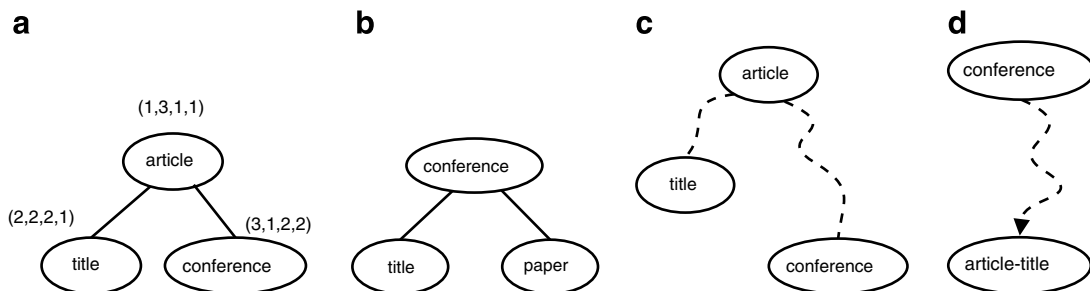 a
(1,3,1,1)
article
(2,2,2,1)
(3,1,2,2)
title
conference
b
conference
title
paper
c
article
title
conference
d
conference
article-title